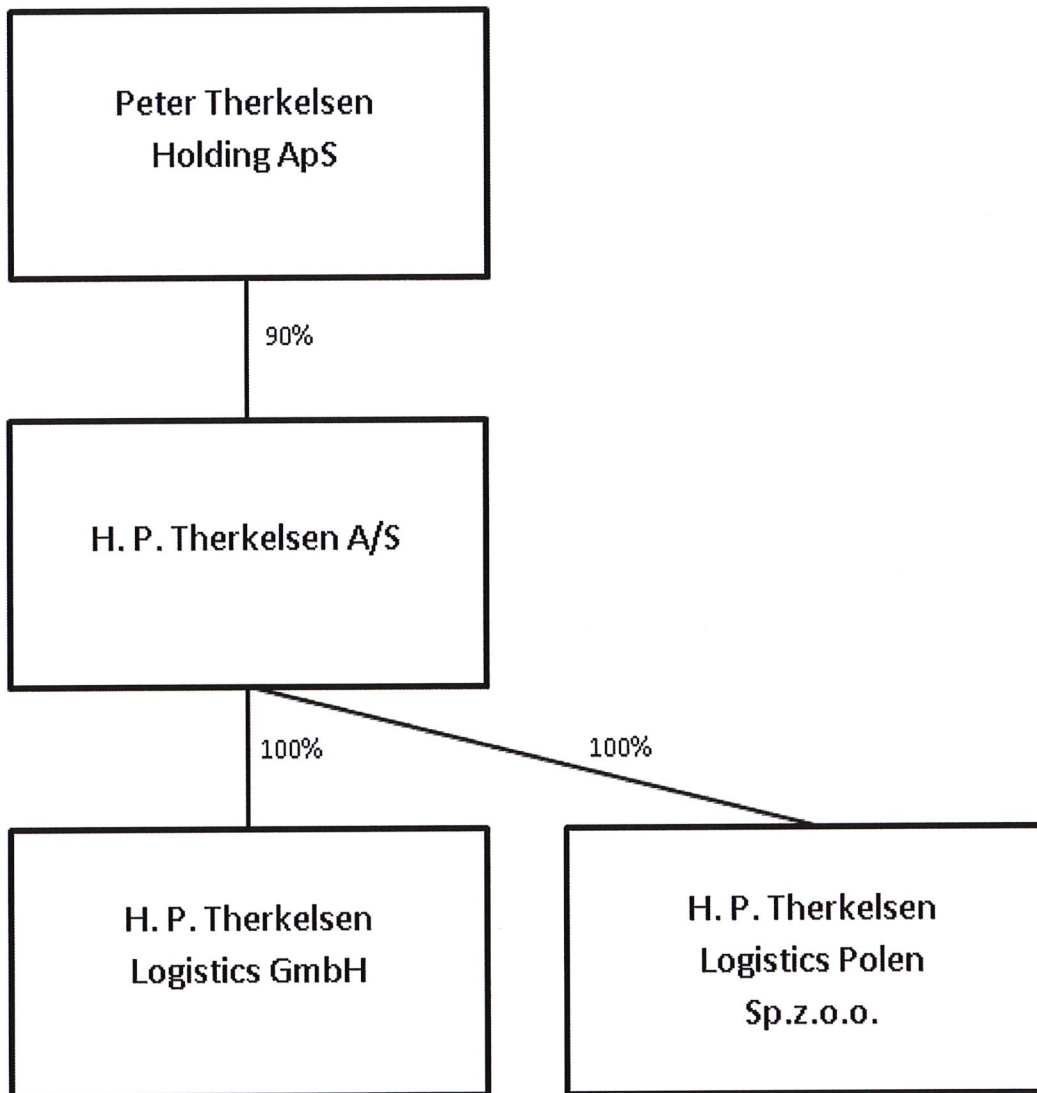 Peter Therkelsen
Holding ApS
90%
H. P. Therkelsen A/S
100%
100%
H. P. Therkelsen
Logistics GmbH
H. P. Therkelsen
Logistics Polen
Sp.z.o.o.